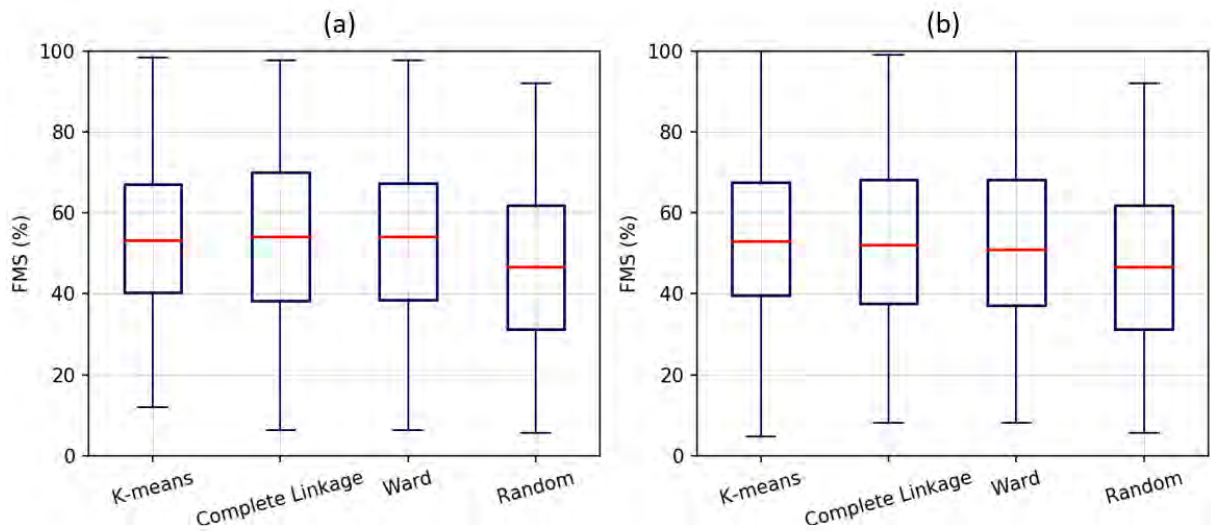 (a)
(b)
100
80
60
40
20
0
FMS (%)
K-means
Complete Linkage
Ward
Random
100
80
60
40
20
0
FMS (%)
K-means
Complete Linkage
Ward
Random